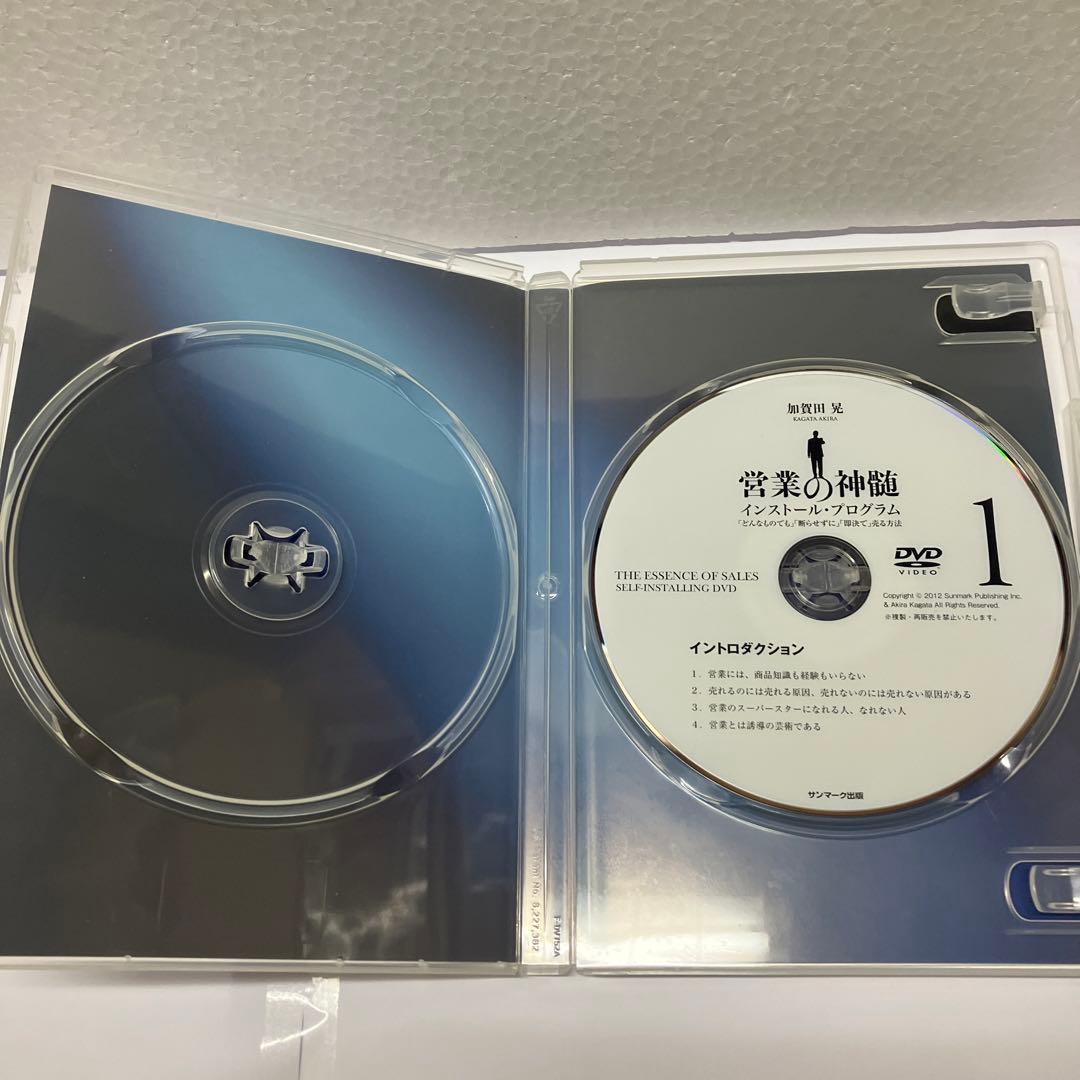 加賀田 晃
KAGATA AKIRA
営業の神髄
インストール・プログラム
「どんなものでも」「断らせずに」「即決で」売る方法
1
DVD
VIDEO
THE ESSENCE OF SALES
SELF-INSTALLING DVD
Copyright © 2012 Sunmark Publishing Inc.
& Akira Kagata All Rights Reserved.
※複製・再販売を禁止いたします。
イントロダクション
1．営業には、商品知識も経験もいらない
2．売れるのには売れる原因、売れないのには売れない原因がある
3．営業のスーパースターになれる人、なれない人
4．営業とは誘導の芸術である
サンマーク出版
No. 8,227,382